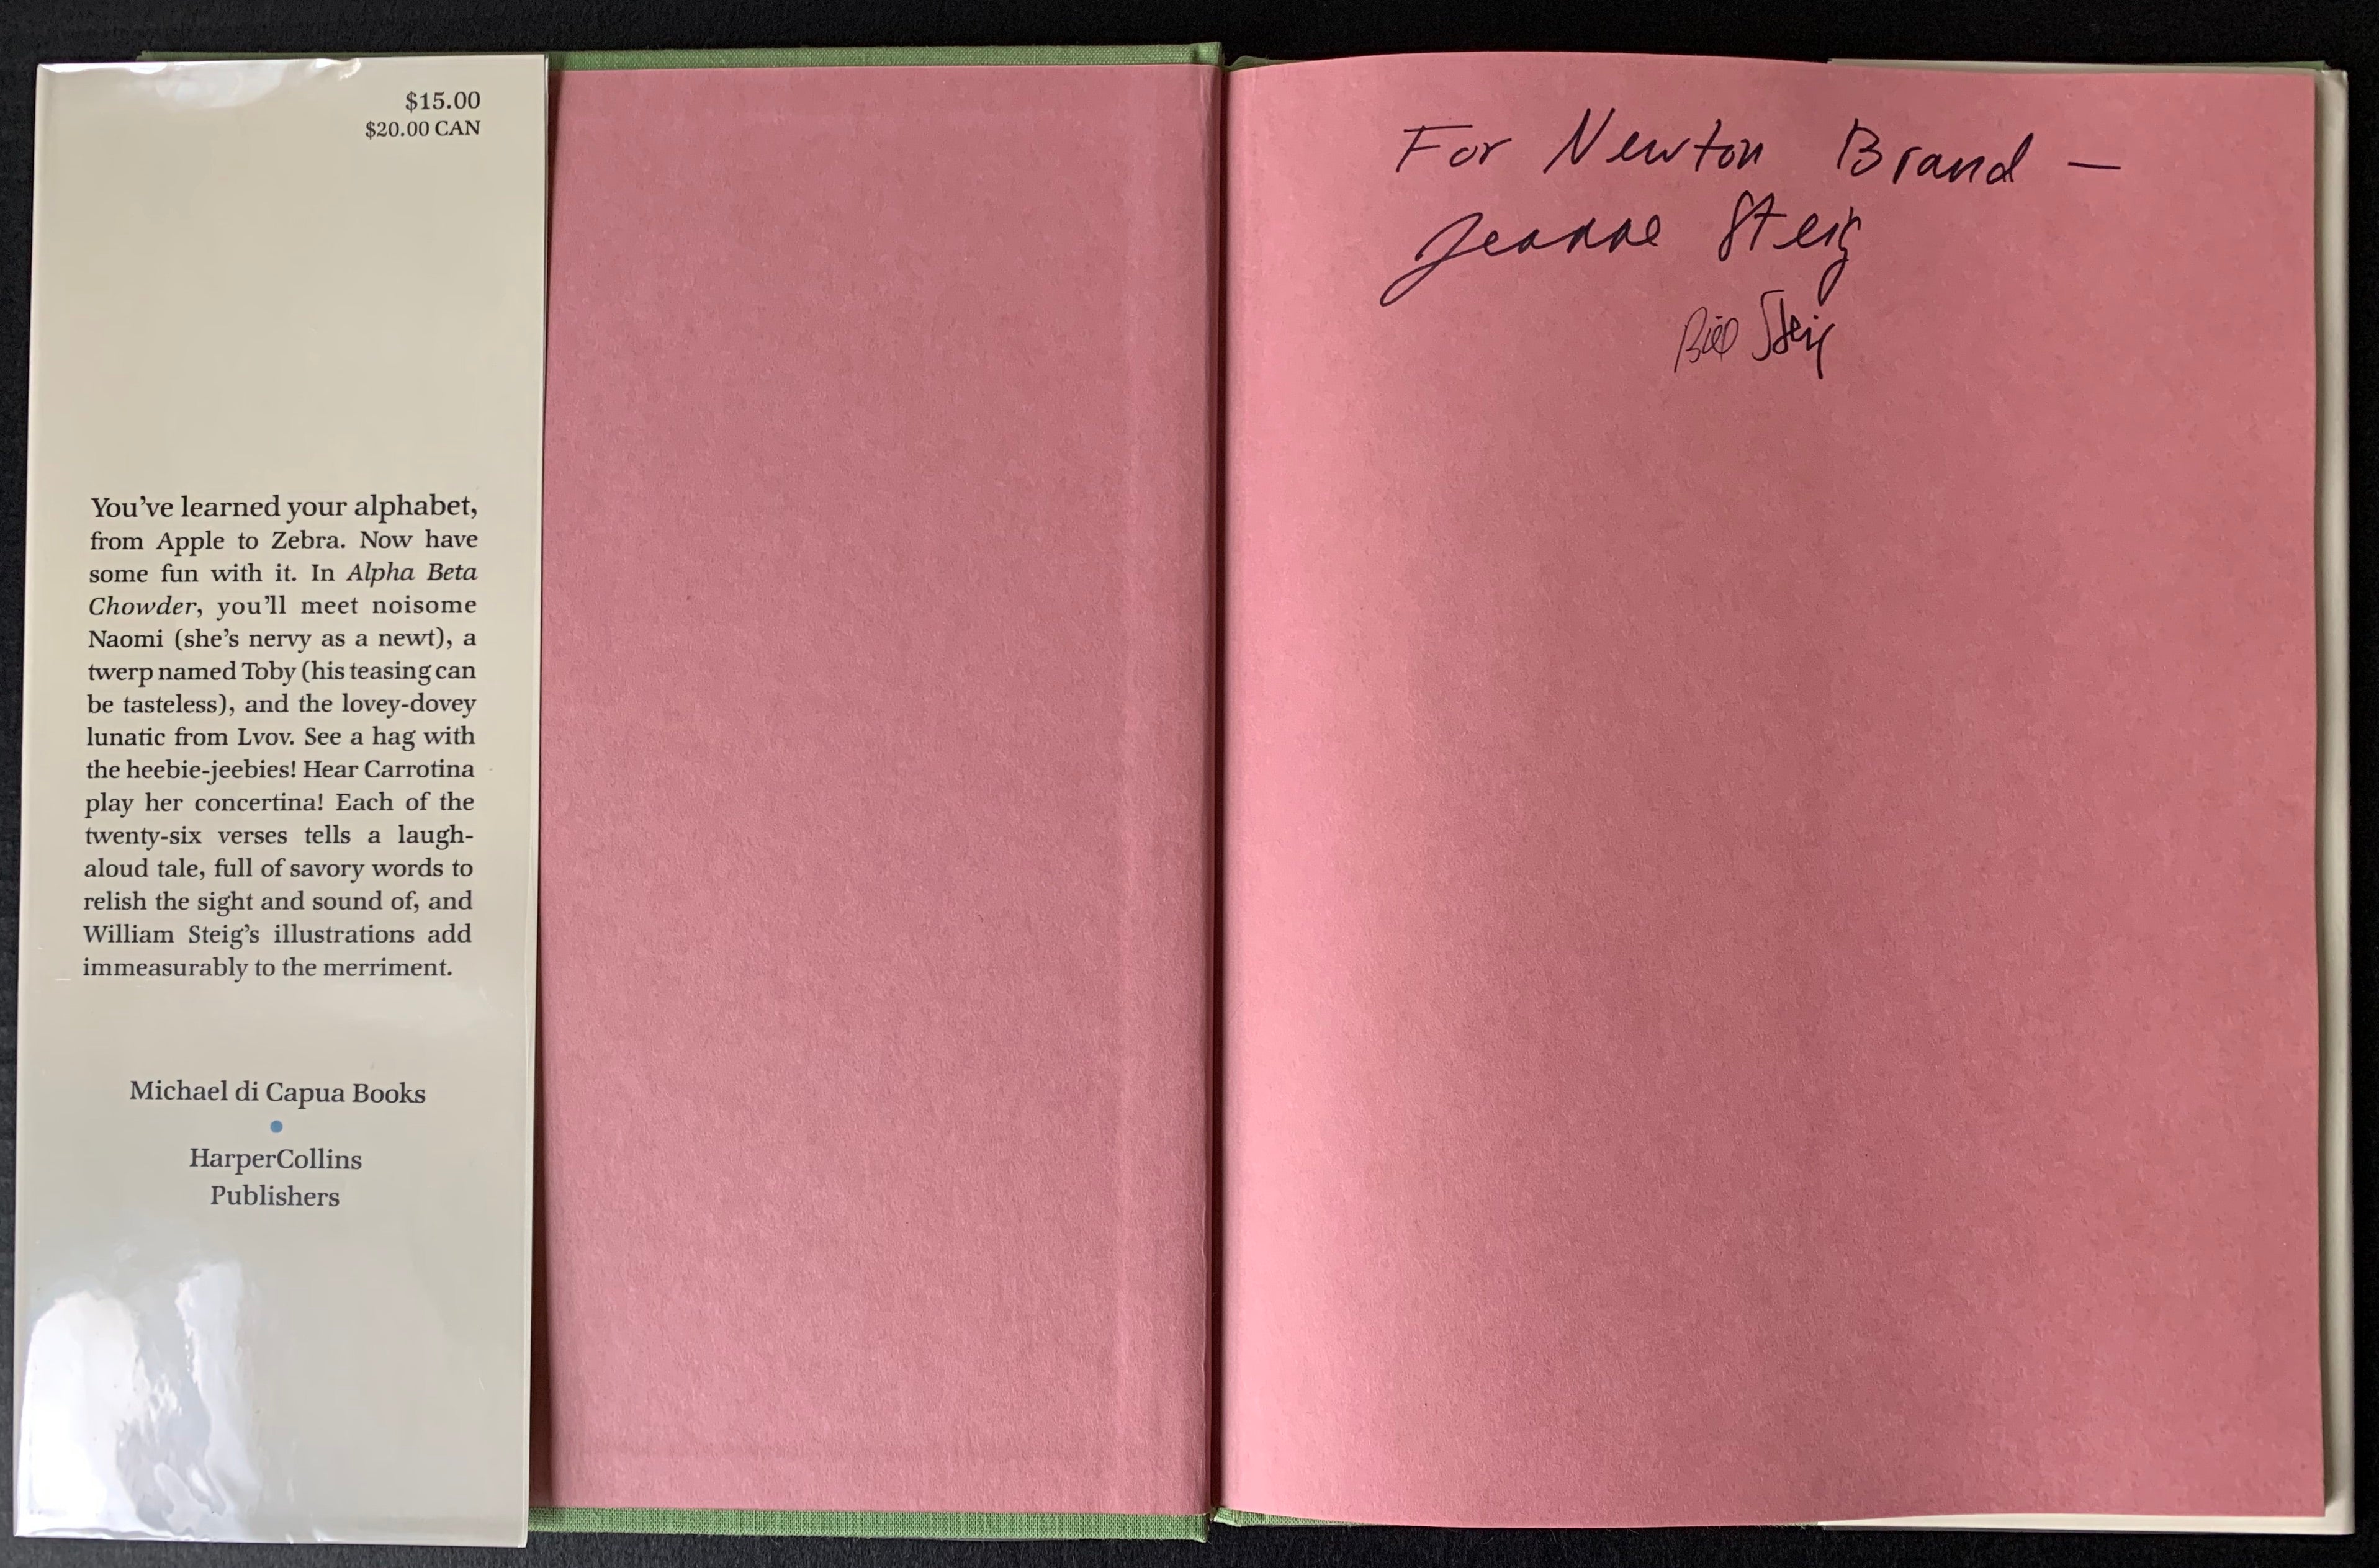 $15.00
$20.00 CAN
You’ve learned your alphabet,
from Apple to Zebra. Now have
some fun with it. In Alpha Beta
Chowder, you’ll meet noisome
Naomi (she’s nervy as a newt), a
twerp named Toby (his teasing can
be tasteless), and the lovey-dovey
lunatic from Lvov. See a hag with
the heebie-jeebies! Hear Carrotina
play her concertina! Each of the
twenty-six verses tells a laugh-
aloud tale, full of savory words to
relish the sight and sound of, and
William Steig’s illustrations add
immeasurably to the merriment.
Michael di Capua Books
•
HarperCollins
Publishers
For Newton Brand —
Jeanne Steig
Bill Steig